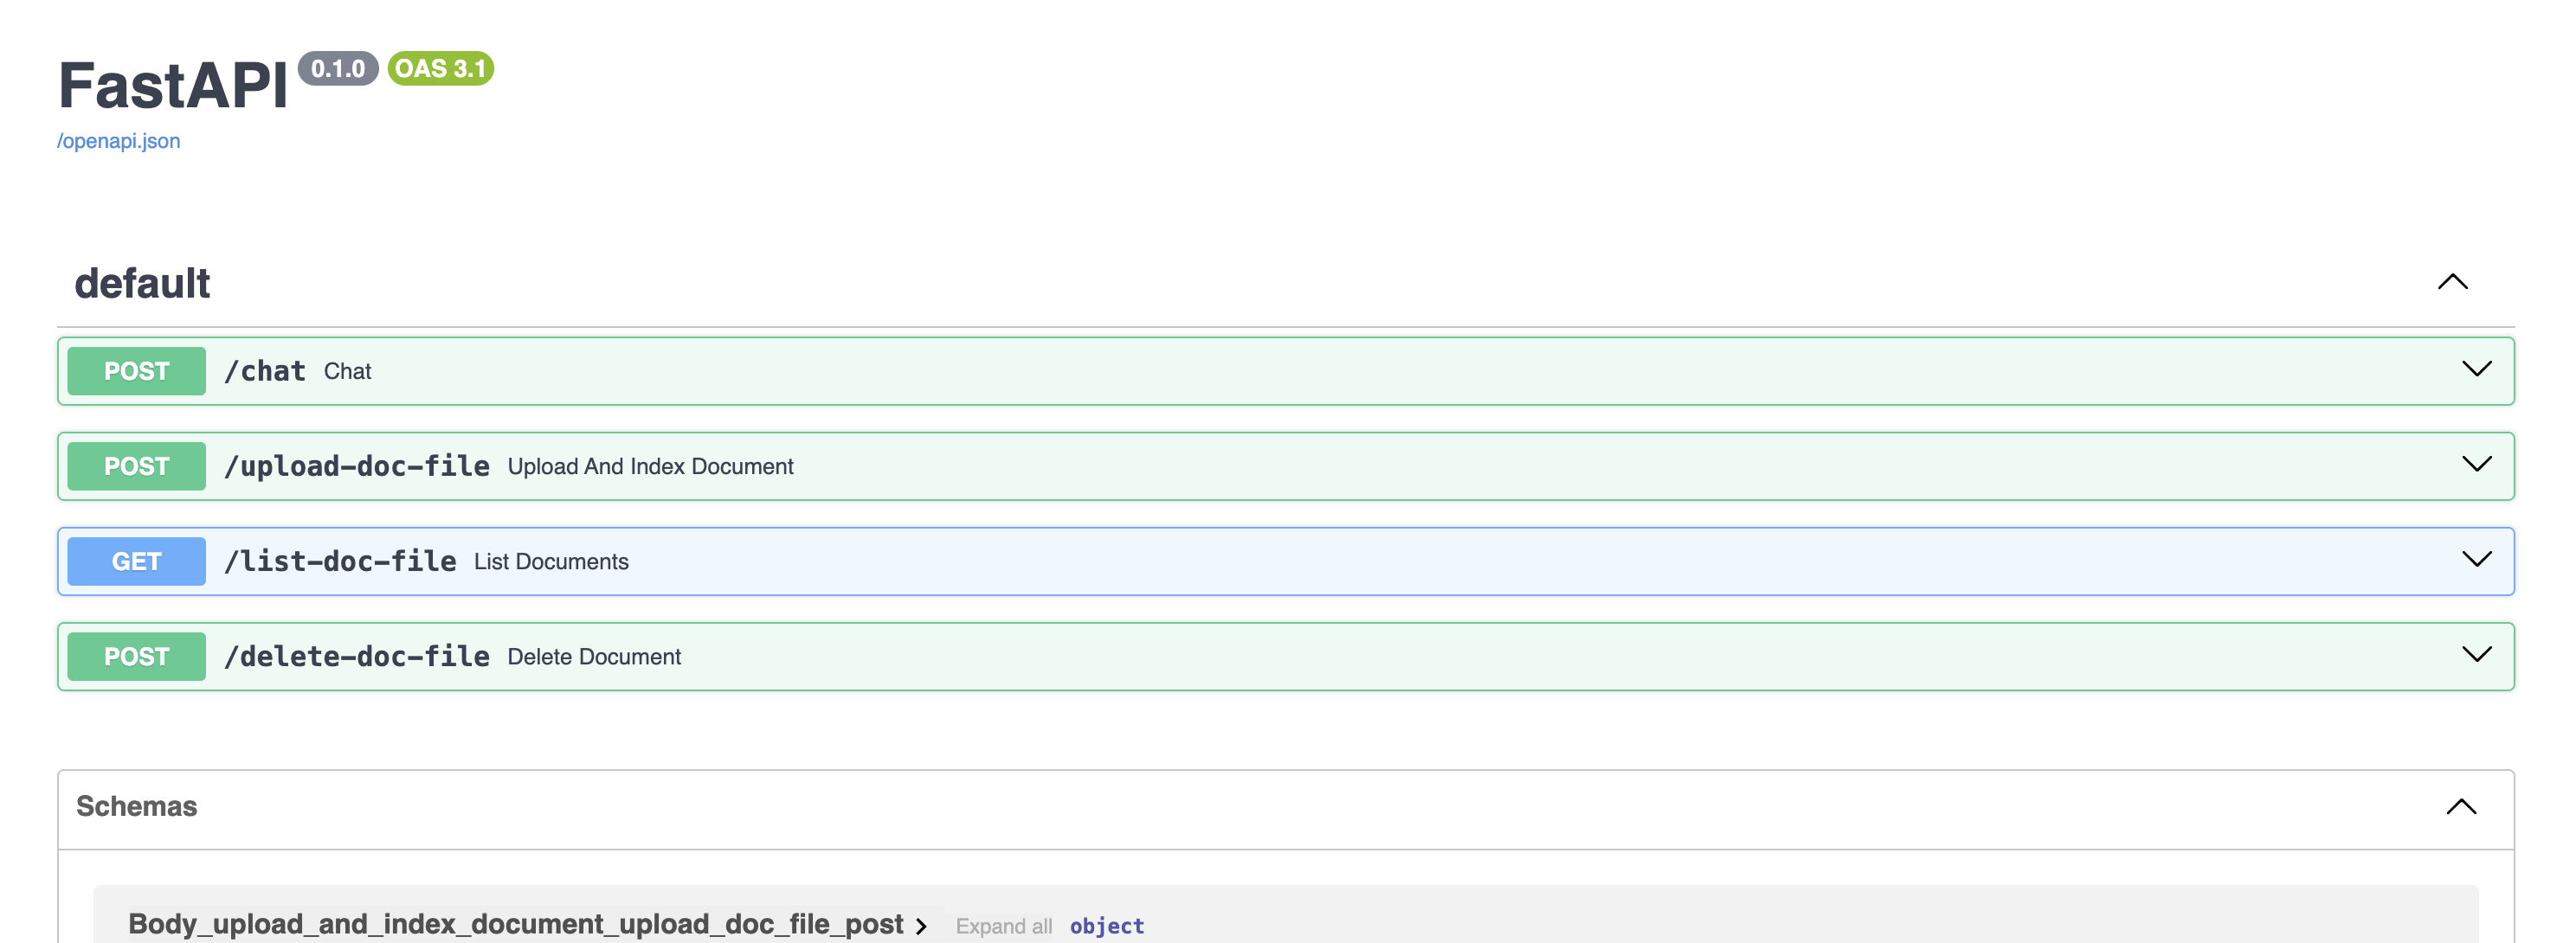 FastAPI 0.1.0 OAS 3.1
/openapi.json
default
POST /chat Chat
POST /upload-doc-file Upload And Index Document
GET /list-doc-file List Documents
POST /delete-doc-file Delete Document
Schemas
Body_upload_and_index_document_upload_doc_file_post Expand all object